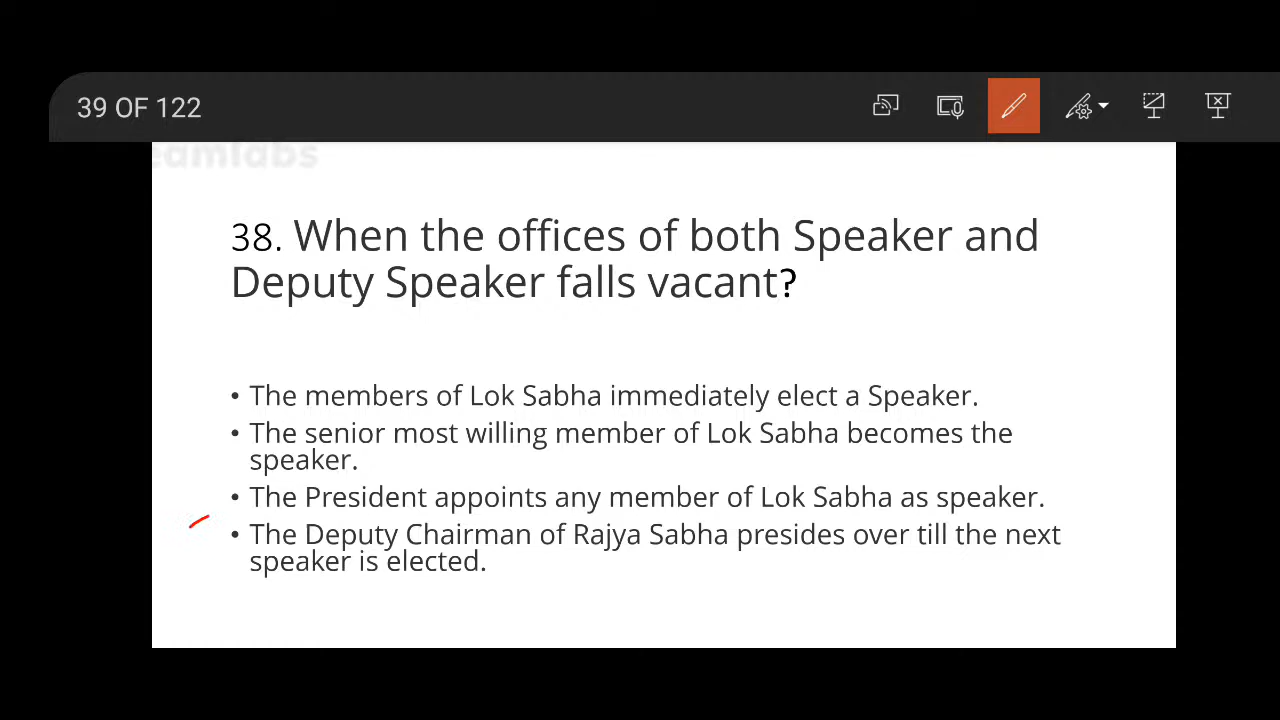 39 OF 122
eamlabs
38. When the offices of both Speaker and
Deputy Speaker falls vacant?
• The members of Lok Sabha immediately elect a Speaker.
• The senior most willing member of Lok Sabha becomes the
speaker.
• The President appoints any member of Lok Sabha as speaker.
• The Deputy Chairman of Rajya Sabha presides over till the next
speaker is elected.